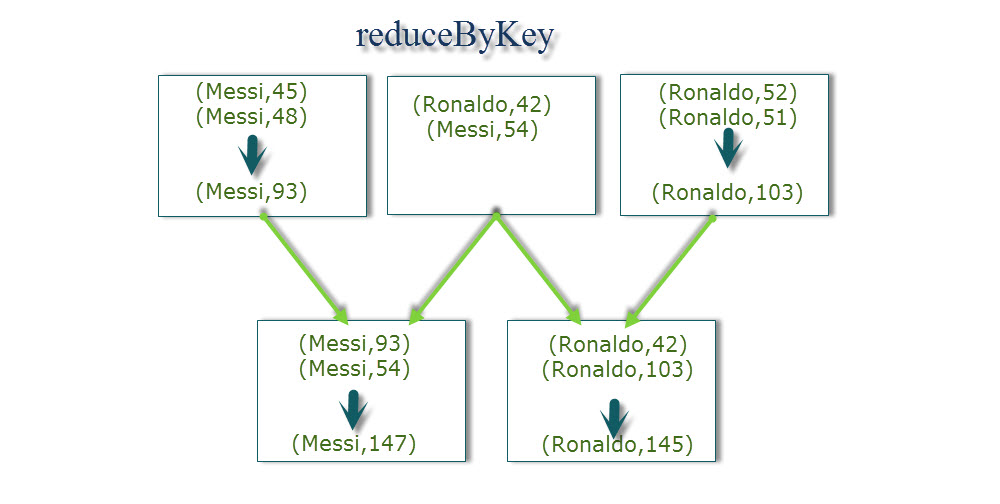 reduceByKey
(Messi,45)
(Messi,48)
(Messi,93)
(Ronaldo,42)
(Messi,54)
(Ronaldo,52)
(Ronaldo,51)
(Ronaldo,103)
(Messi,93)
(Messi,54)
(Messi,147)
(Ronaldo,42)
(Ronaldo,103)
(Ronaldo,145)